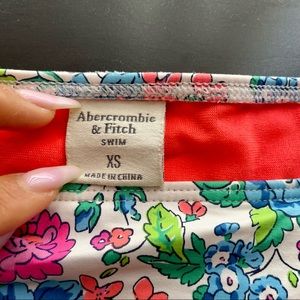 Abercrombie
& Fitch
SWIM
XS
MADE IN CHINA